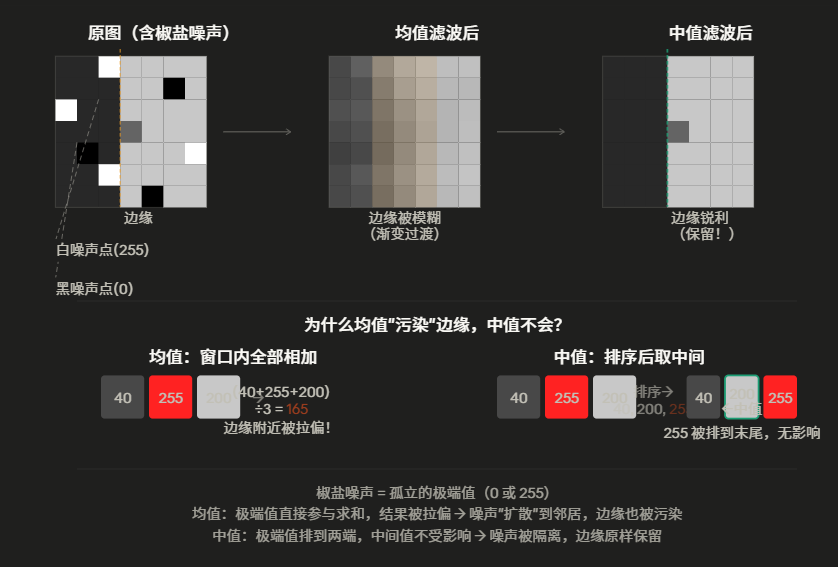 原图（含椒盐噪声）
均值滤波后
中值滤波后
边缘
边缘被模糊
（渐变过渡）
边缘锐利
（保留！）
白噪声点(255)
黑噪声点(0)
为什么均值"污染"边缘，中值不会？
均值：窗口内全部相加
中值：排序后取中间
40 255 200
(40+255+200)
÷3 = 165
边缘附近被拉偏！
40 255 200
排序→
40 200 255
←中值
255 被排到末尾，无影响
椒盐噪声 = 孤立的极端值（0 或 255）
均值：极端值直接参与求和，结果被拉偏 → 噪声"扩散"到邻居，边缘也被污染
中值：极端值排到两端，中间值不受影响 → 噪声被隔离，边缘原样保留